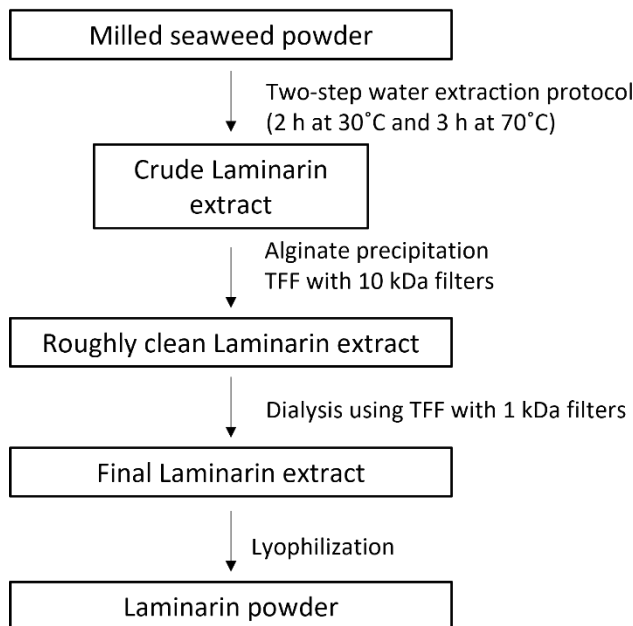 Milled seaweed powder
Two-step water extraction protocol
(2 h at 30˚C and 3 h at 70˚C)
Crude Laminarin
extract
Alginate precipitation
TFF with 10 kDa filters
Roughly clean Laminarin extract
Dialysis using TFF with 1 kDa filters
Final Laminarin extract
Lyophilization
Laminarin powder